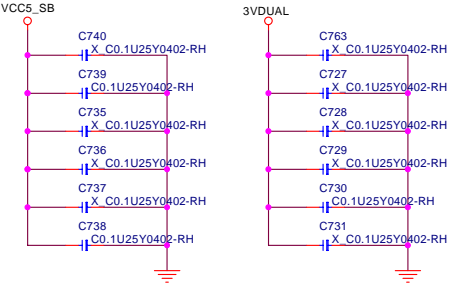 VCC5_SB
C740
X_C0.1U25Y0402-RH
C739
C0.1U25Y0402-RH
C735
X_C0.1U25Y0402-RH
C736
X_C0.1U25Y0402-RH
C737
X_C0.1U25Y0402-RH
C738
C0.1U25Y0402-RH
3VDUAL
C763
X_C0.1U25Y0402-RH
C727
X_C0.1U25Y0402-RH
C728
X_C0.1U25Y0402-RH
C729
X_C0.1U25Y0402-RH
C730
C0.1U25Y0402-RH
C731
X_C0.1U25Y0402-RH